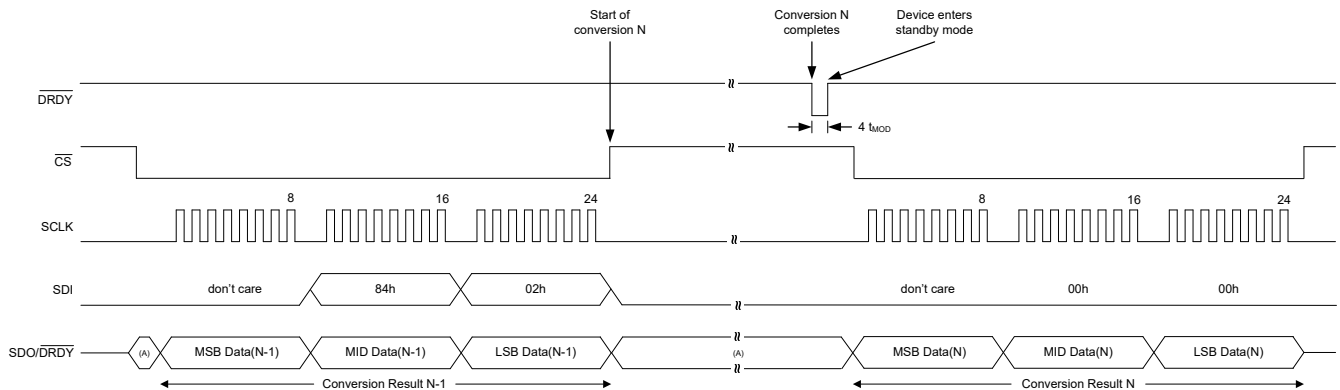 Start of
conversion N
Conversion N
completes
Device enters
standby mode
DRDY
4 tMOD
CS
8
16
24
8
16
24
SCLK
SDI
don't care
84h
02h
don't care
00h
00h
SDO/DRDY
(A)
MSB Data(N-1)
MID Data(N-1)
LSB Data(N-1)
(A)
MSB Data(N)
MID Data(N)
LSB Data(N)
Conversion Result N-1
Conversion Result N